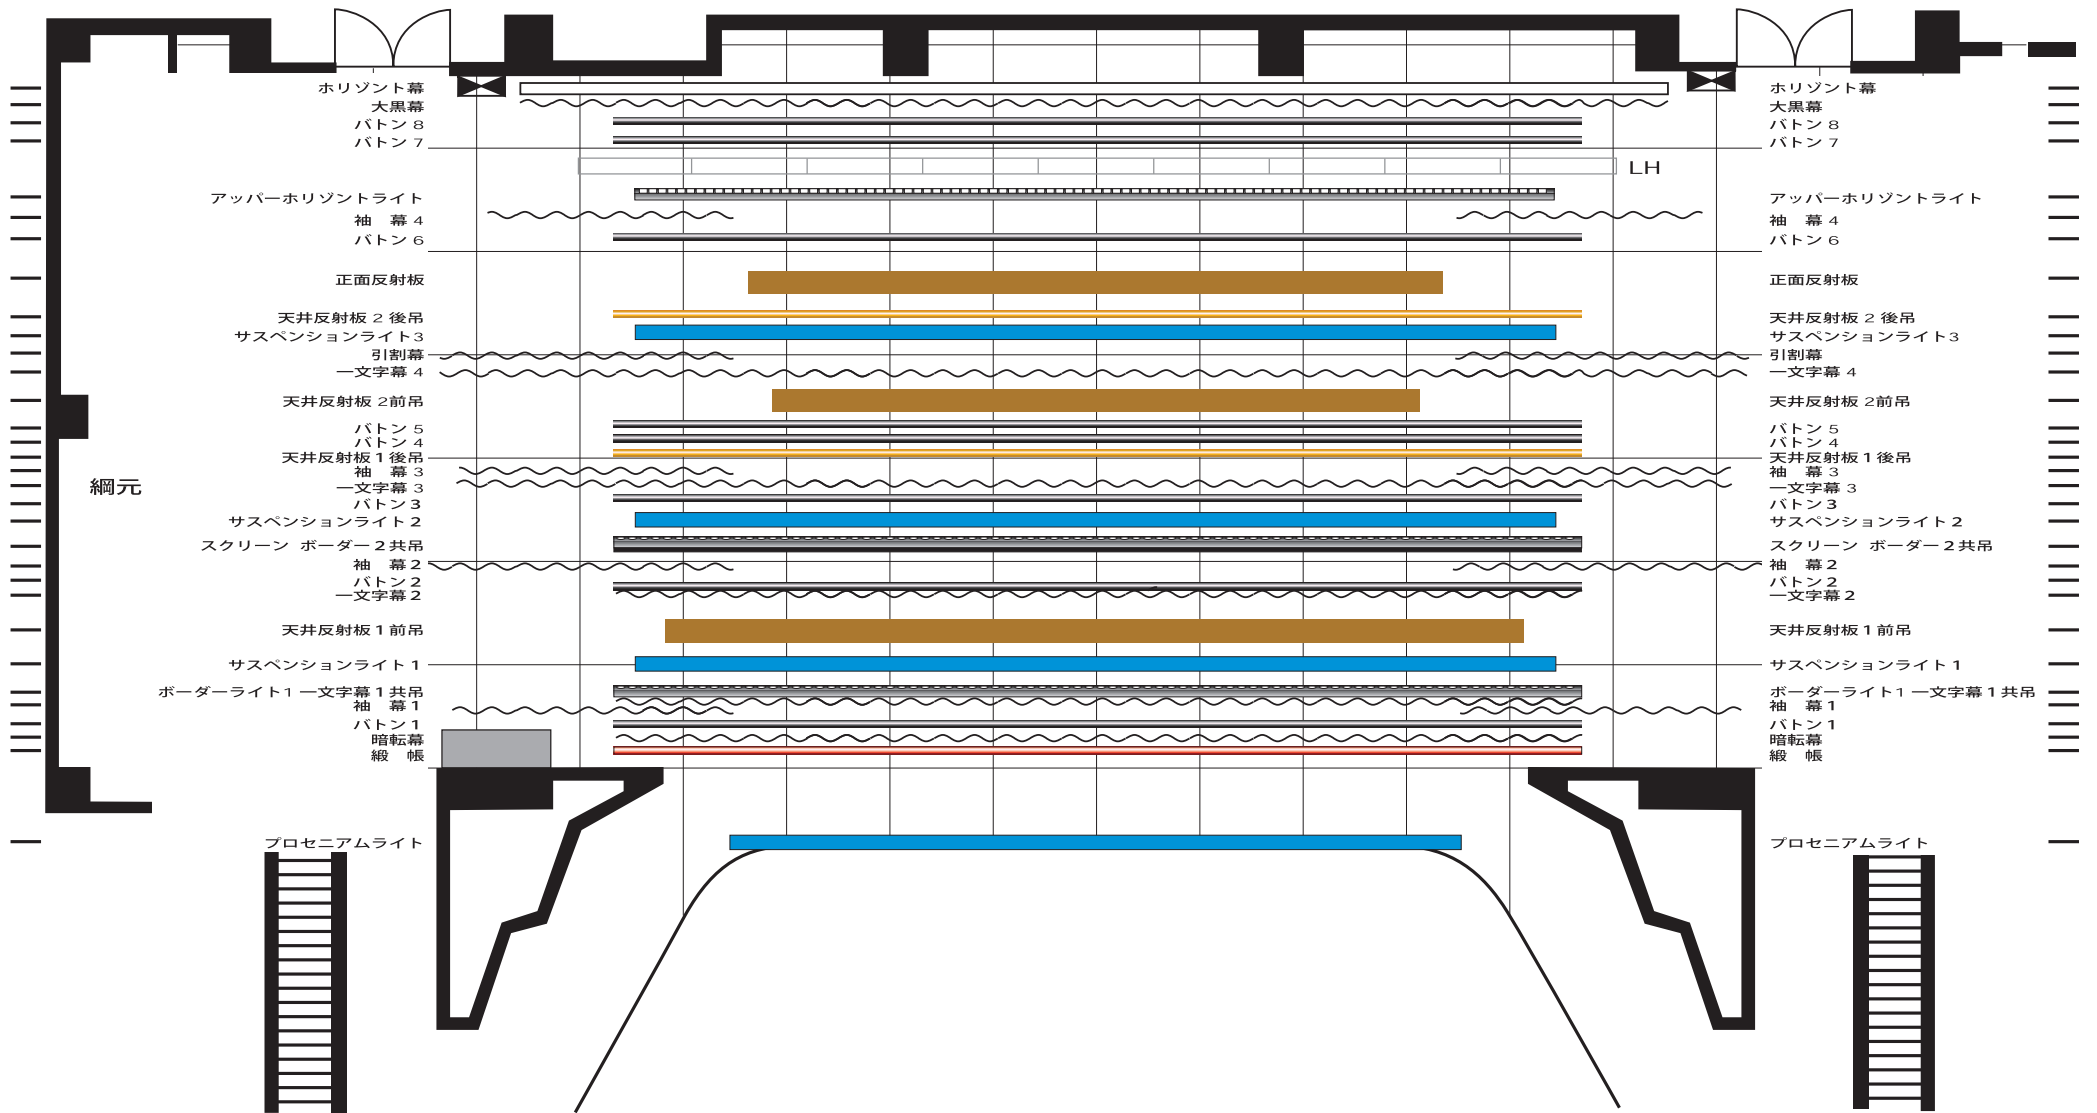 ホリゾント幕
大黒幕
バトン 8
バトン 7
アッパーホリゾントライト
袖　幕 4
バトン 6
正面反射板
天井反射板 2 後吊
サスペンションライト3
引割幕
一文字幕 4
天井反射板 2前吊
バトン 5
バトン 4
天井反射板 1 後吊
袖　幕 3
一文字幕 3
バトン 3
サスペンションライト 2
スクリーン ボーダー 2 共吊
袖　幕 2
バトン 2
一文字幕 2
天井反射板 1 前吊
サスペンションライト 1
ボーダーライト1 一文字幕 1 共吊
袖　幕 1
バトン 1
暗転幕
緞　帳
プロセニアムライト
綱元
LH
ホリゾント幕
大黒幕
バトン 8
バトン 7
アッパーホリゾントライト
袖　幕 4
バトン 6
正面反射板
天井反射板 2 後吊
サスペンションライト3
引割幕
一文字幕 4
天井反射板 2前吊
バトン 5
バトン 4
天井反射板 1 後吊
袖　幕 3
一文字幕 3
バトン 3
サスペンションライト 2
スクリーン ボーダー 2 共吊
袖　幕 2
バトン 2
一文字幕 2
天井反射板 1 前吊
サスペンションライト 1
ボーダーライト1 一文字幕 1 共吊
袖　幕 1
バトン 1
暗転幕
緞　帳
プロセニアムライト